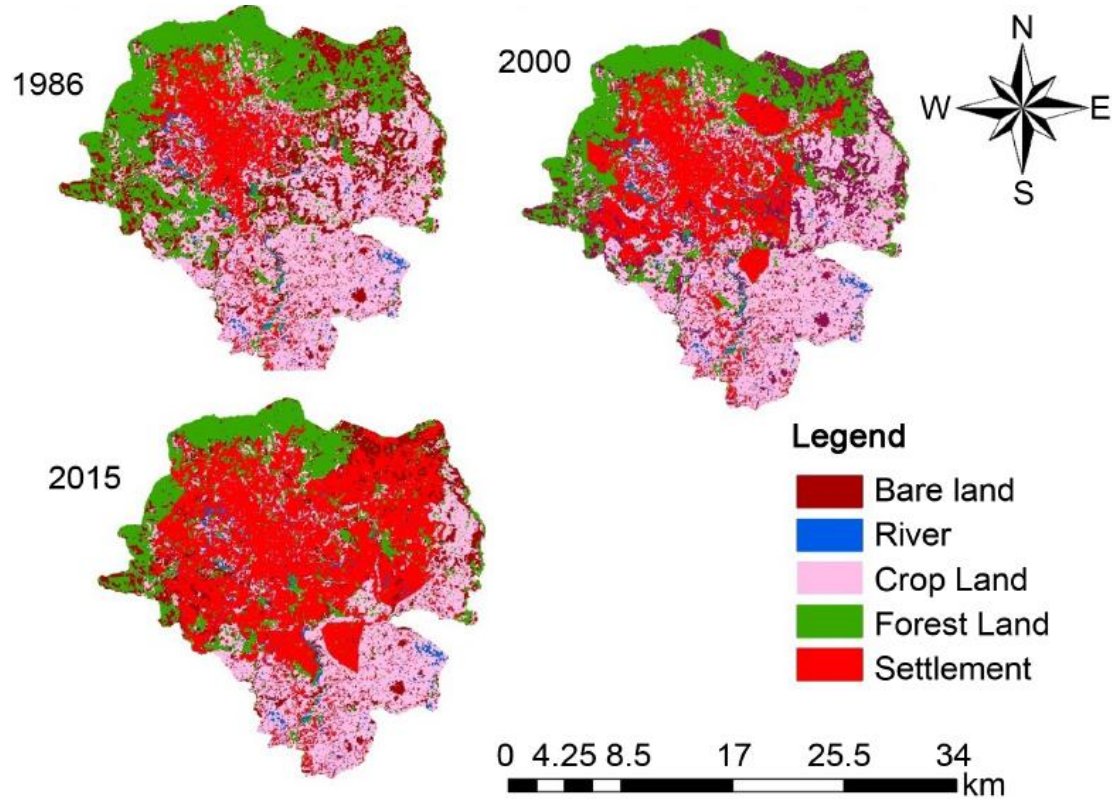 1986
2000
N
W E
S
2015
Legend
Bare land
River
Crop Land
Forest Land
Settlement
0 4.25 8.5 17 25.5 34
km